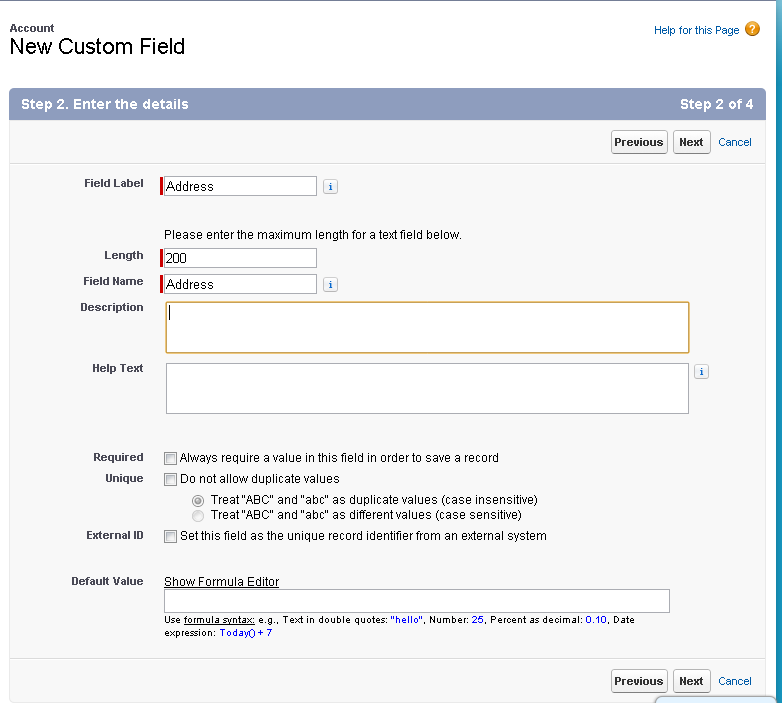 Account
New Custom Field
Help for this Page ?
Step 2. Enter the details
Step 2 of 4
Previous Next Cancel
Field Label
Address
i
Please enter the maximum length for a text field below.
Length
200
Field Name
Address
i
Description
Help Text
i
Required
Always require a value in this field in order to save a record
Unique
Do not allow duplicate values
Treat "ABC" and "abc" as duplicate values (case insensitive)
Treat "ABC" and "abc" as different values (case sensitive)
External ID
Set this field as the unique record identifier from an external system
Default Value
Show Formula Editor
Use formula syntax: e.g., Text in double quotes: "hello", Number: 25, Percent as decimal: 0.10, Date
expression: Today() + 7
Previous Next Cancel